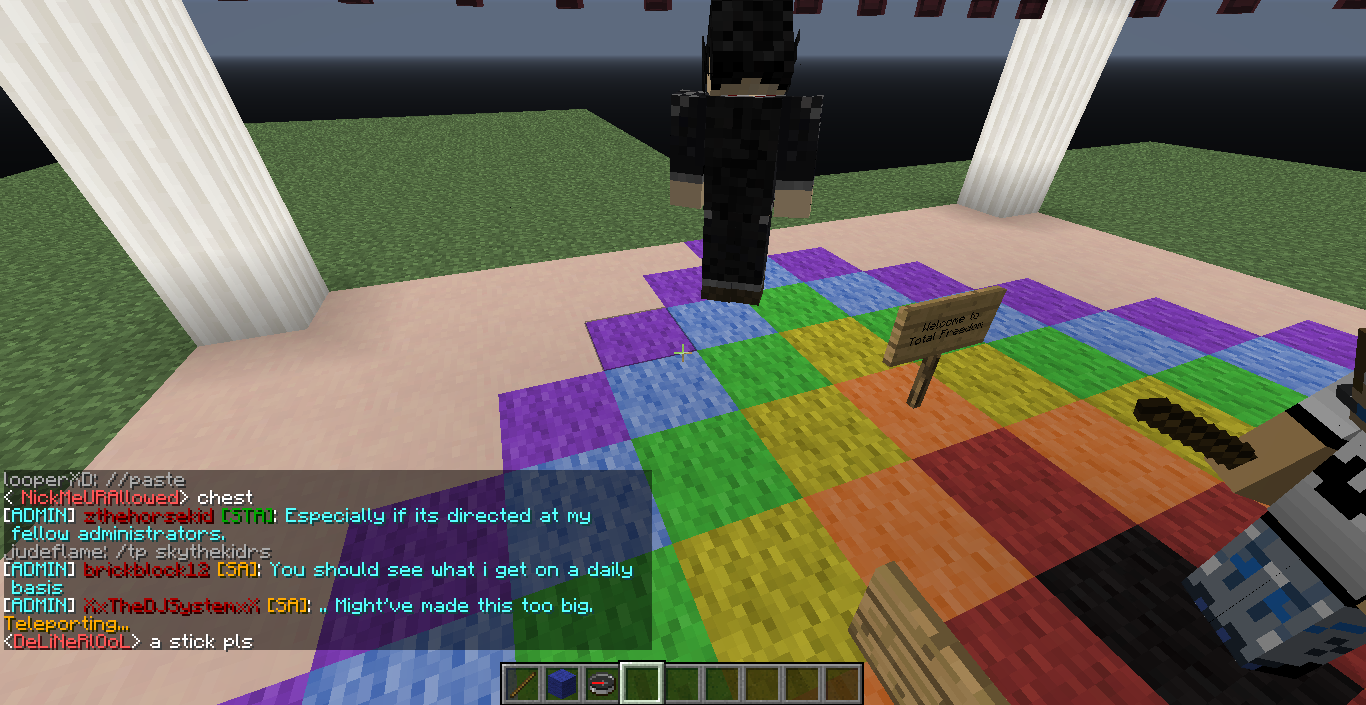 Welcome to
Total Freedom
looperXD: //paste
< NickMeURAllowed> chest
[ADMIN] zthehorsekid [STA]: Especially if its directed at my
fellow administrators.
judeflame: /tp skythekidrs
[ADMIN] brickblock12 [SA]: You should see what i get on a daily
basis
[ADMIN] XxTheDJSystemxX [SA]: .. Might've made this too big.
Teleporting...
<DeLiNeRlOoL> a stick pls